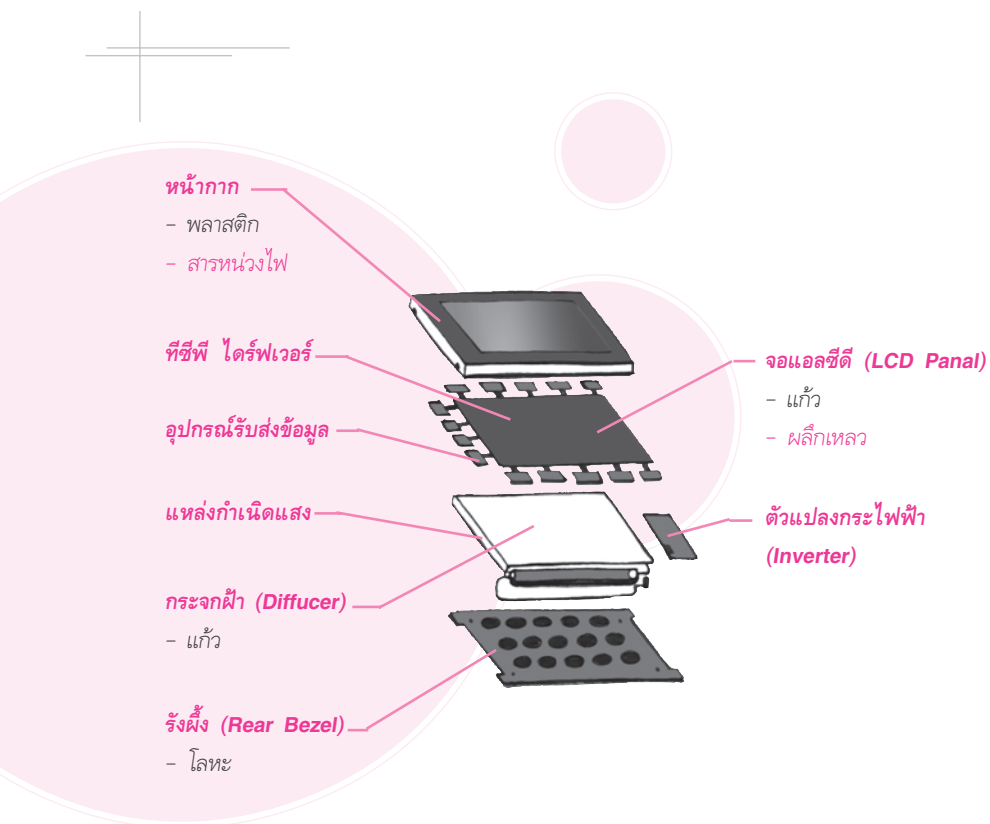 หน้ากาก
- พลาสติก
- สารหน่วงไฟ
ทีซีพี ไดร์ฟเวอร์
อุปกรณ์รับส่งข้อมูล
แหล่งกำเนิดแสง
กระจกฝ้า (Diffucer)
- แก้ว
รังผึ้ง (Rear Bezel)
- โลหะ
จอแอลซีดี (LCD Panal)
- แก้ว
- ผลึกเหลว
ตัวแปลงกระไฟฟ้า
(Inverter)